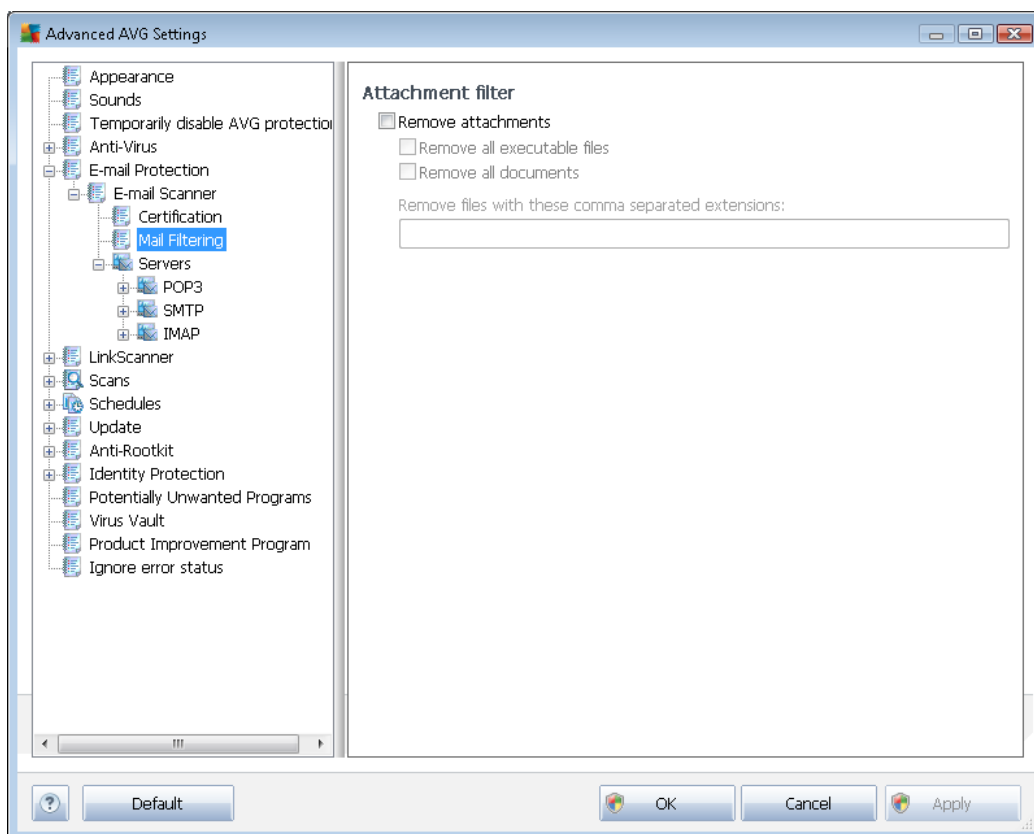 Advanced AVG Settings
Appearance
Sounds
Temporarily disable AVG protection
Anti-Virus
E-mail Protection
E-mail Scanner
Certification
Mail Filtering
Servers
POP3
SMTP
IMAP
LinkScanner
Scans
Schedules
Update
Anti-Rootkit
Identity Protection
Potentially Unwanted Programs
Virus Vault
Product Improvement Program
Ignore error status
Attachment filter
Remove attachments
Remove all executable files
Remove all documents
Remove files with these comma separated extensions:
? Default OK Cancel Apply